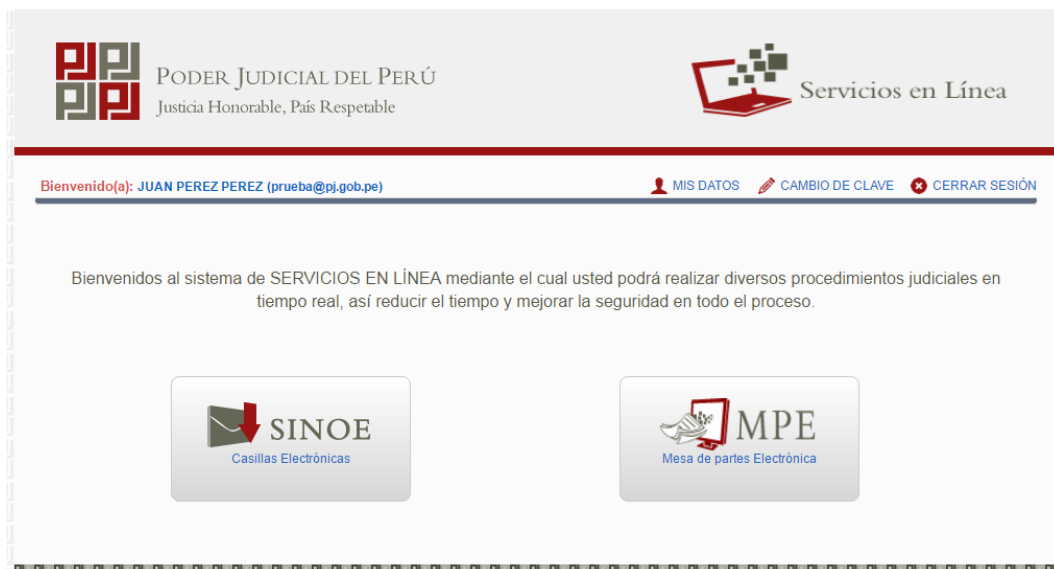 PODER JUDICIAL DEL PERÚ
Justicia Honorable, País Respetable
Servicios en Línea
Bienvenido(a): JUAN PEREZ PEREZ (prueba@pj.gob.pe)
MIS DATOS
CAMBIO DE CLAVE
CERRAR SESIÓN
Bienvenidos al sistema de SERVICIOS EN LÍNEA mediante el cual usted podrá realizar diversos procedimientos judiciales en
tiempo real, así reducir el tiempo y mejorar la seguridad en todo el proceso.
SINOE
Casillas Electrónicas
MPE
Mesa de partes Electrónica